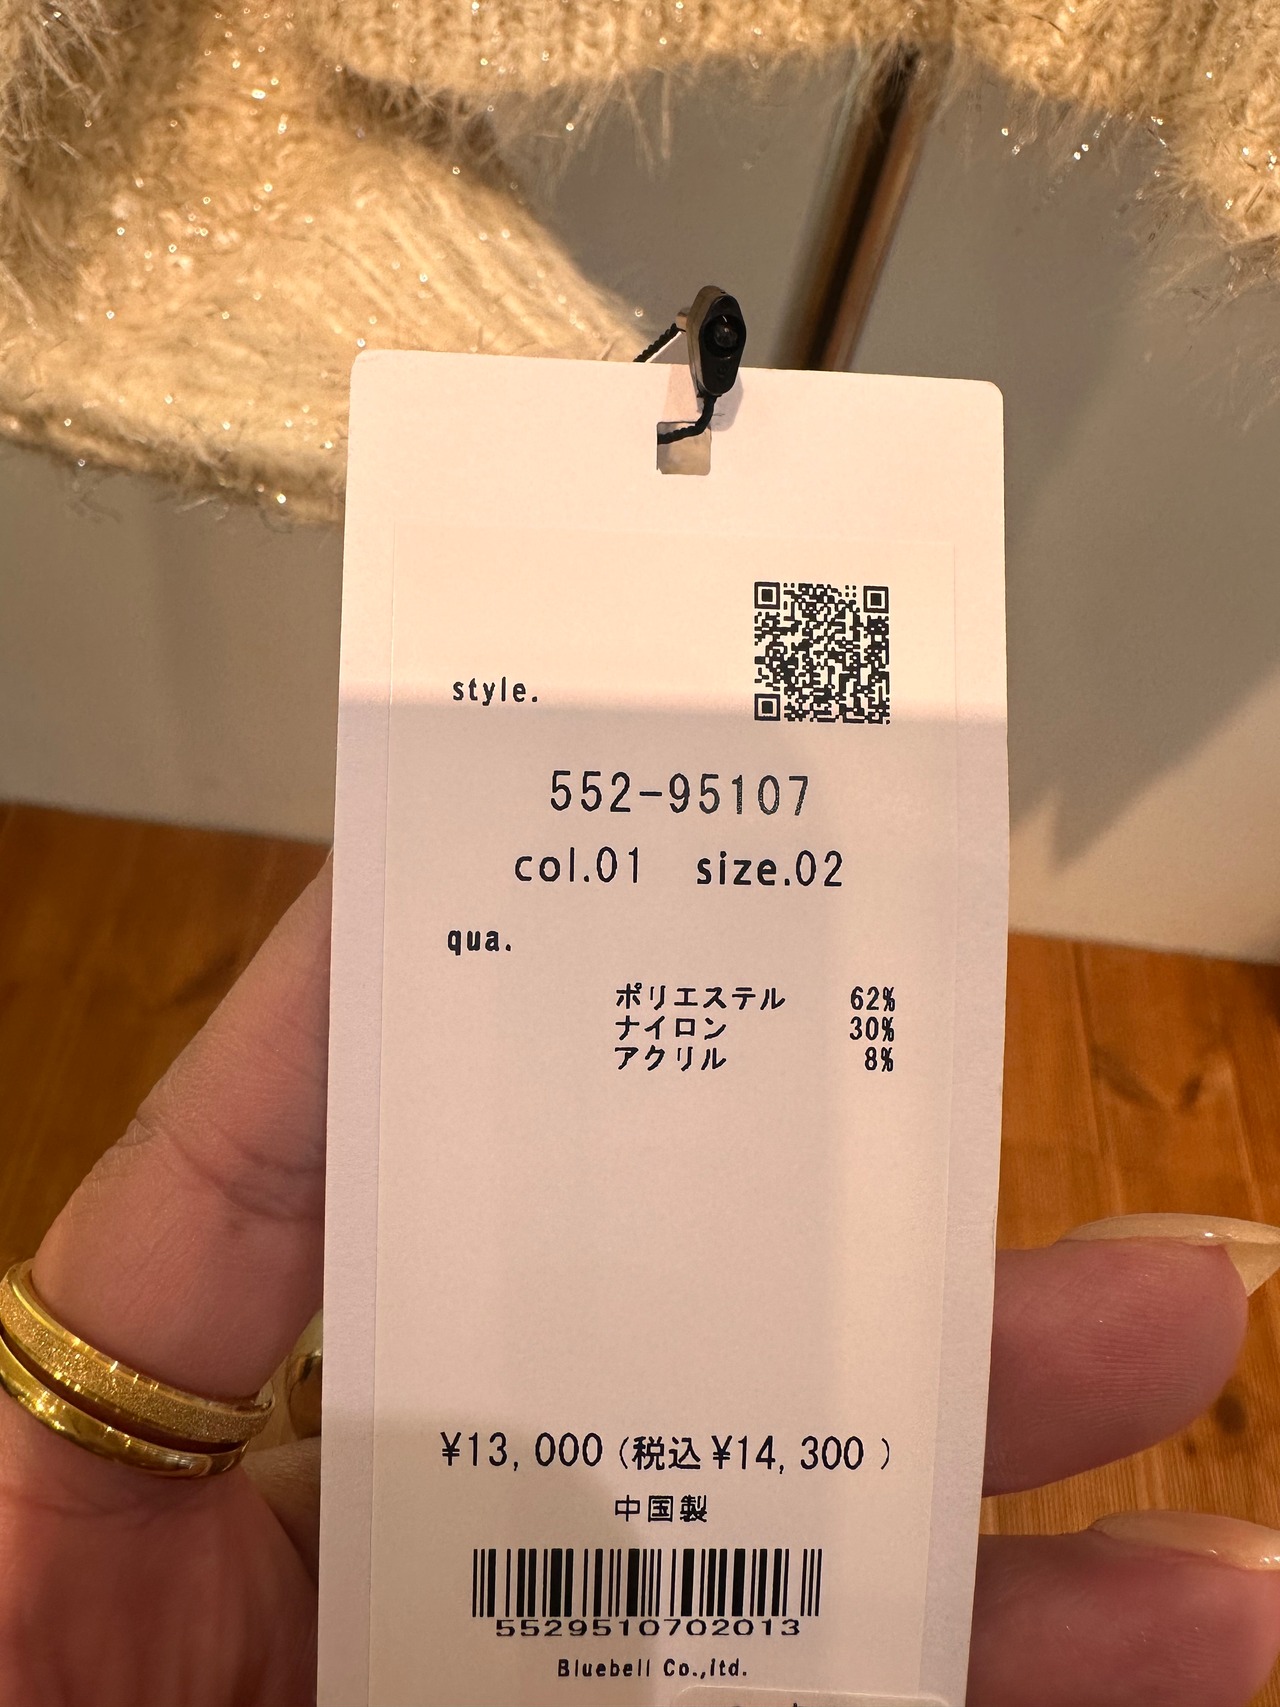 style.
552-95107
col.01 size.02
qua.
ポリエステル 62%
ナイロン 30%
アクリル 8%
¥13,000(税込¥14,300 )
中国製
5529510702013
Bluebell Co.,ltd.